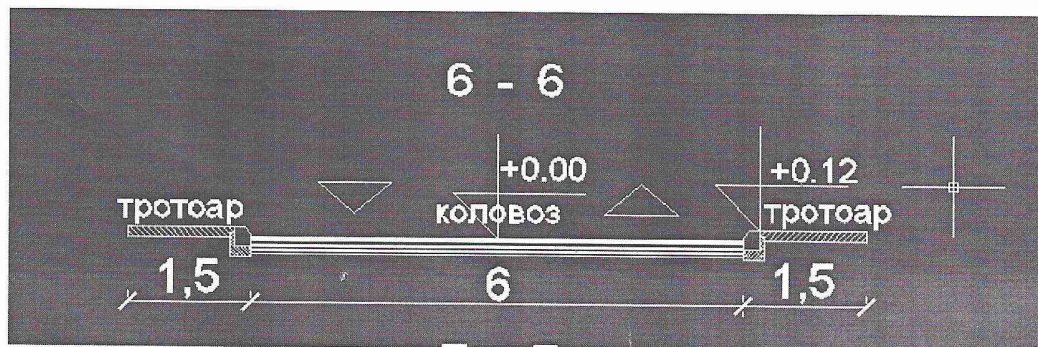 6 - 6
+0.00
+0.12
тротоар
коловоз
тротоар
1,5
6
1,5